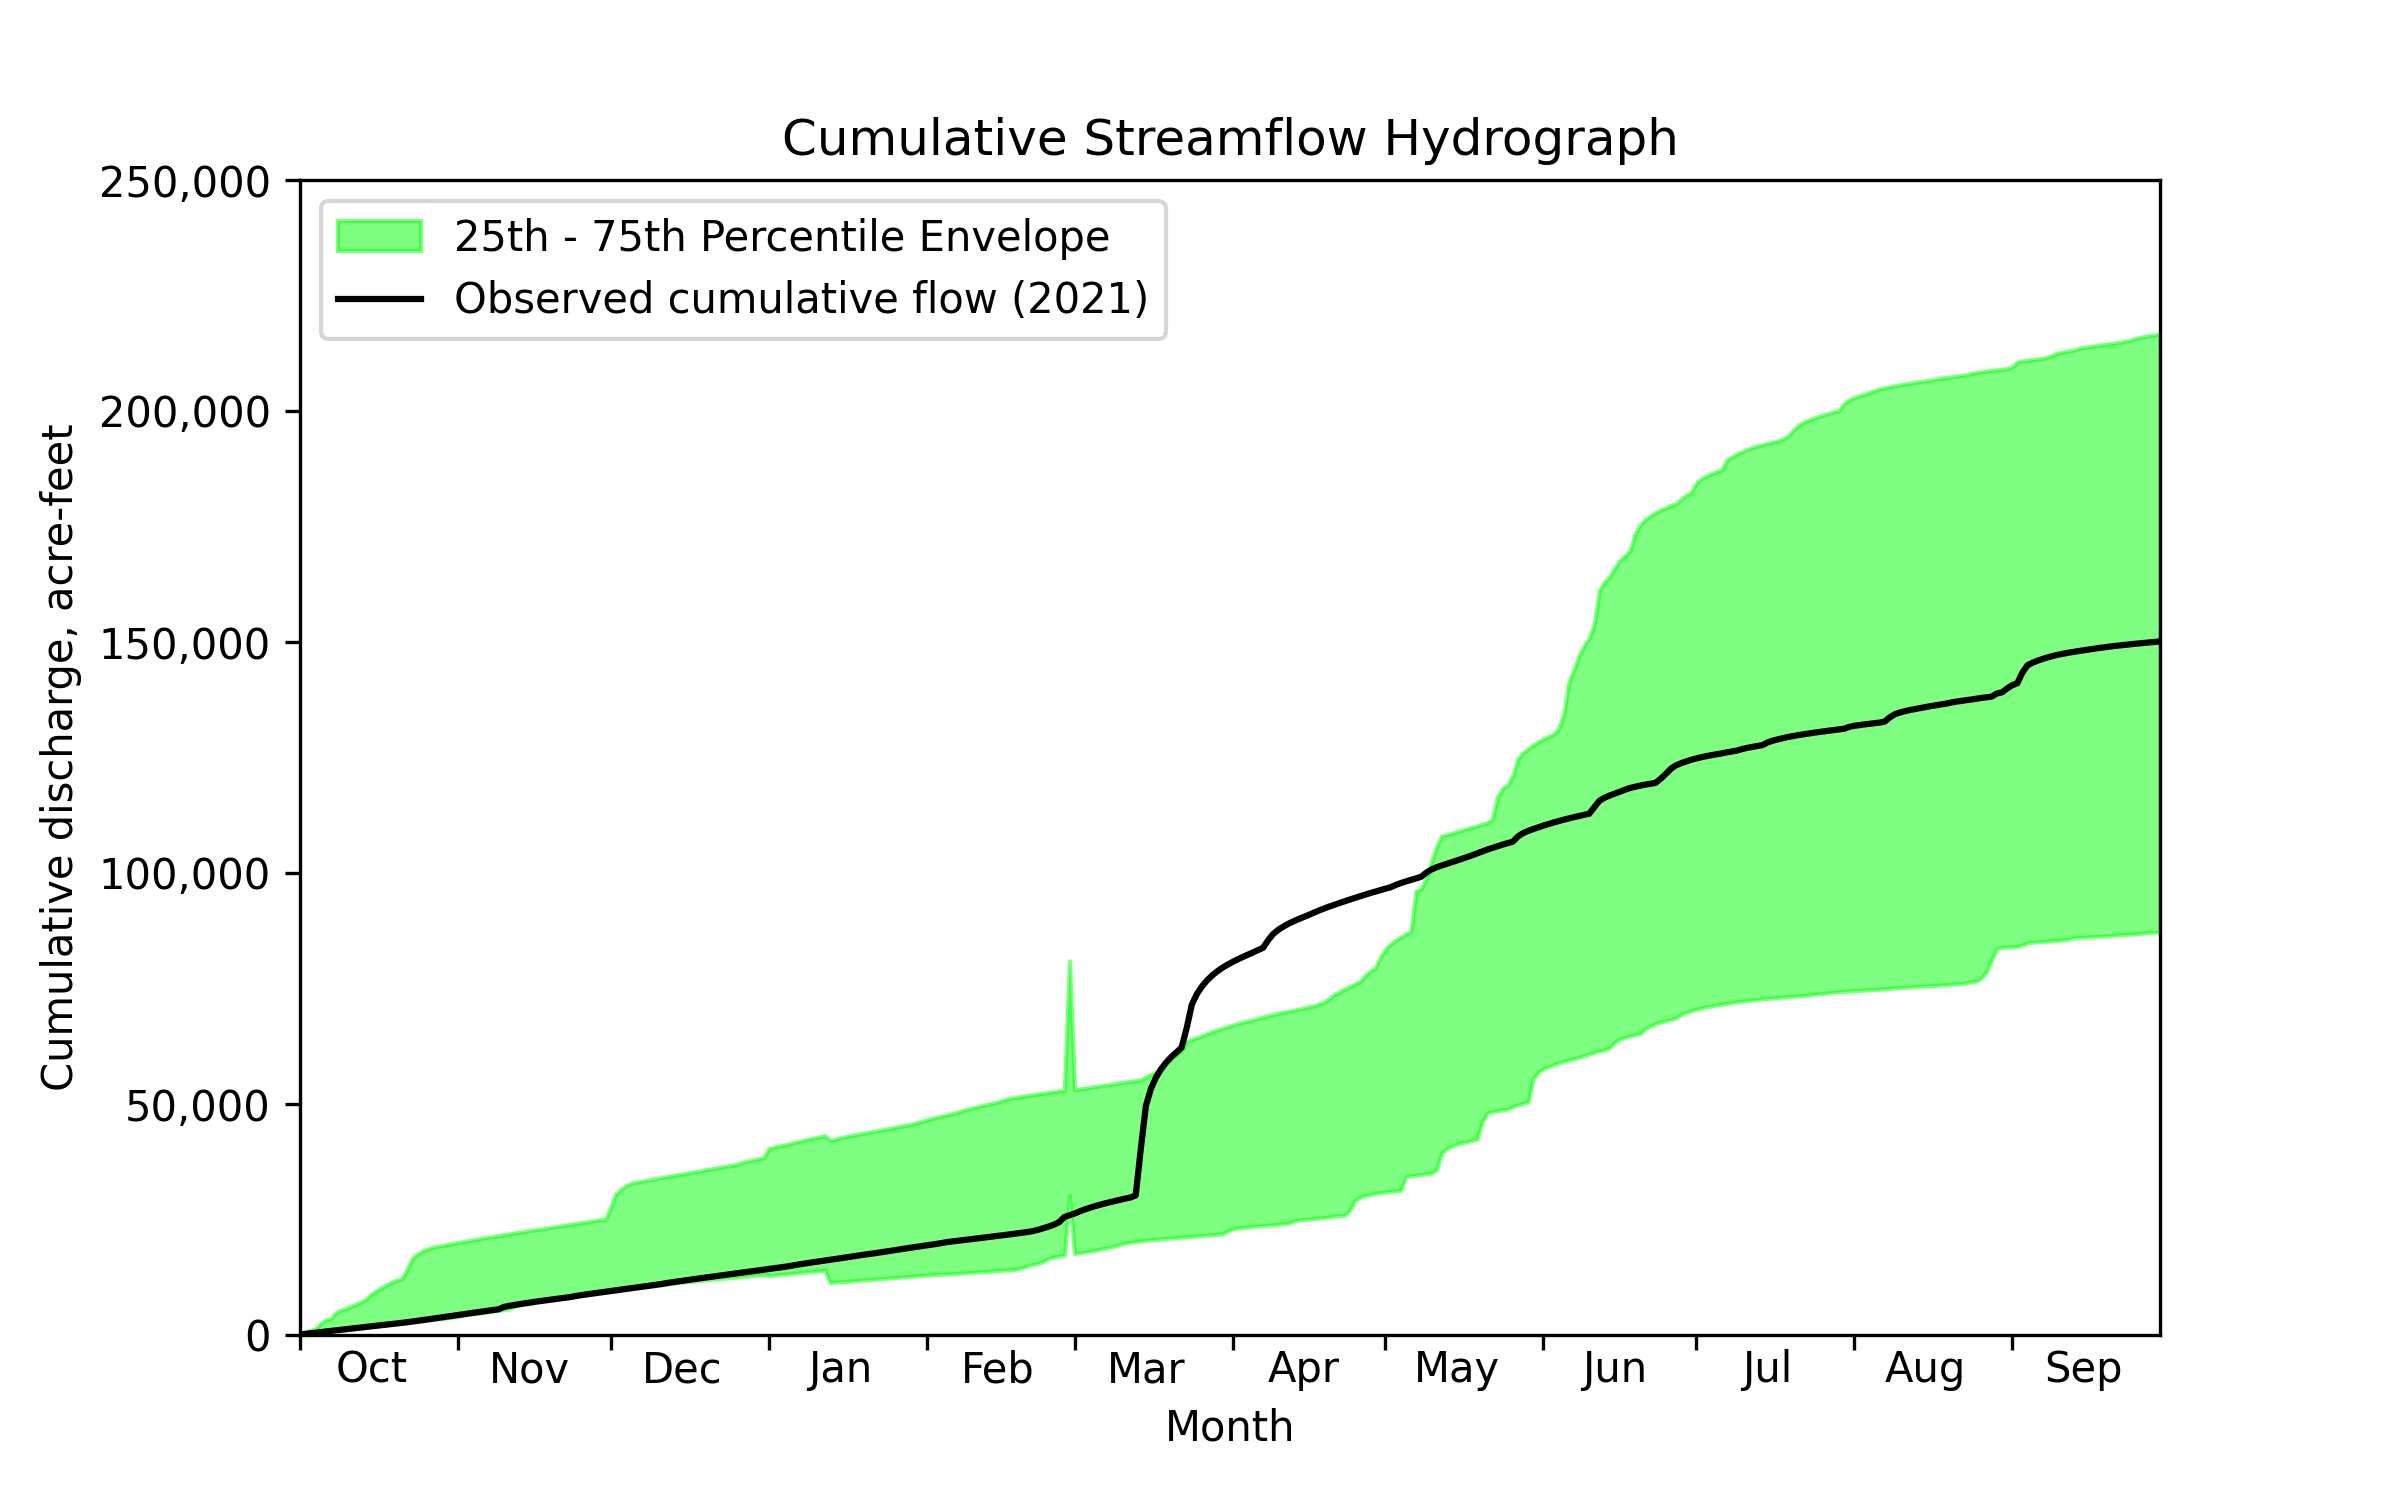 Cumulative Streamflow Hydrograph
250,000
200,000
150,000
100,000
50,000
0
Cumulative discharge, acre-feet
25th - 75th Percentile Envelope
Observed cumulative flow (2021)
Oct Nov Dec Jan Feb Mar Apr May Jun Jul Aug Sep
Month